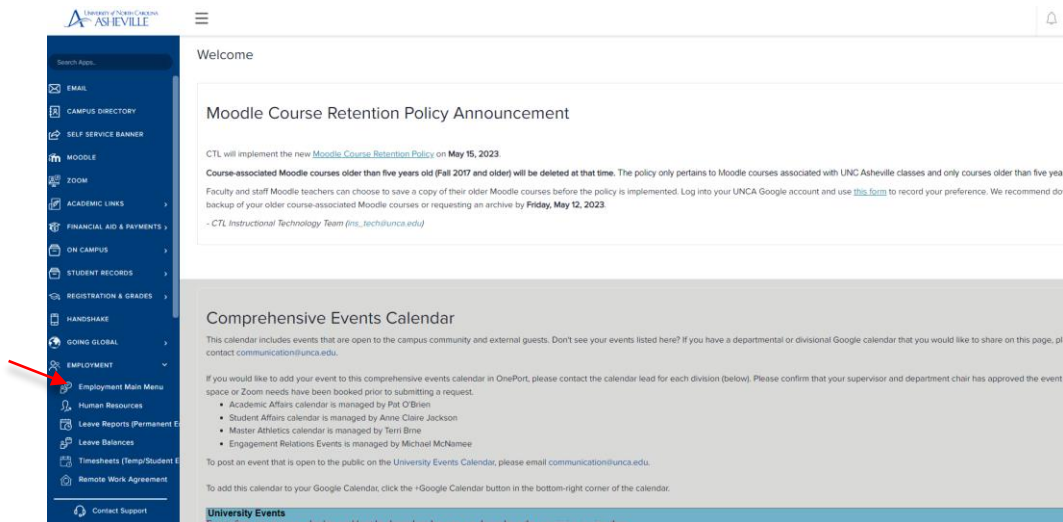 UNIVERSITY of NORTH CAROLINA
ASHEVILLE
Search Apps..
EMAIL
CAMPUS DIRECTORY
SELF SERVICE BANNER
MOODLE
ZOOM
ACADEMIC LINKS
FINANCIAL AID & PAYMENTS
ON CAMPUS
STUDENT RECORDS
REGISTRATION & GRADES
HANDSHAKE
GOING GLOBAL
EMPLOYMENT
Employment Main Menu
Human Resources
Leave Reports (Permanent E
Leave Balances
Timesheets (Temp/Student E
Remote Work Agreement
Contact Support
Welcome
Moodle Course Retention Policy Announcement
CTL will implement the new Moodle Course Retention Policy on May 15, 2023.
Course-associated Moodle courses older than five years old (Fall 2017 and older) will be deleted at that time. The policy only pertains to Moodle courses associated with UNC Asheville classes and only courses older than five yea
Faculty and staff Moodle teachers can choose to save a copy of their older Moodle courses before the policy is implemented. Log into your UNCA Google account and use this form to record your preference. We recommend do
backup of your older course-associated Moodle courses or requesting an archive by Friday, May 12, 2023.
- CTL Instructional Technology Team (ins_tech@unca.edu)
Comprehensive Events Calendar
This calendar includes events that are open to the campus community and external guests. Don't see your events listed here? If you have a departmental or divisional Google calendar that you would like to share on this page, pl
contact communication@unca.edu.
If you would like to add your event to this comprehensive events calendar in OnePort, please contact the calendar lead for each division (below). Please confirm that your supervisor and department chair has approved the event
space or Zoom needs have been booked prior to submitting a request.
• Academic Affairs calendar is managed by Pat O'Brien
• Student Affairs calendar is managed by Anne Claire Jackson
• Master Athletics calendar is managed by Terri Brne
• Engagement Relations Events is managed by Michael McNamee
To post an event that is open to the public on the University Events Calendar, please email communication@unca.edu.
To add this calendar to your Google Calendar, click the +Google Calendar button in the bottom-right corner of the calendar.
University Events